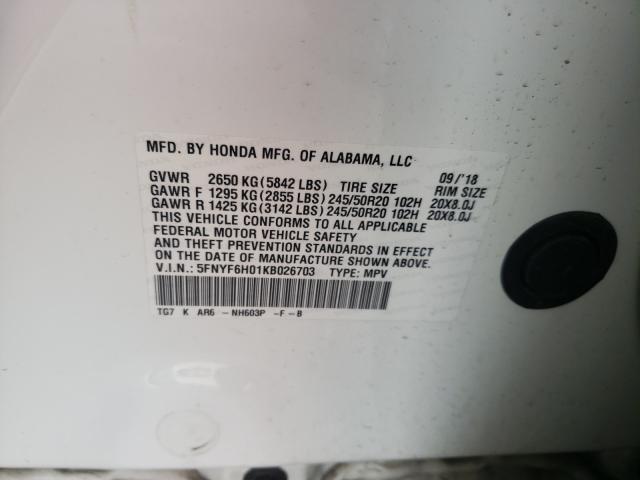 MFD. BY HONDA MFG. OF ALABAMA, LLC
GVWR 2650 KG(5842 LBS) TIRE SIZE 09/'18 RIM SIZE
GAWR F 1295 KG(2855 LBS)245/50R20 102H 20X8.0J
GAWR R 1425 KG(3142 LBS)245/50R20 102H 20X8.0J
THIS VEHICLE CONFORMS TO ALL APPLICABLE
FEDERAL MOTOR VEHICLE SAFETY
AND THEFT PREVENTION STANDARDS IN EFFECT
ON THE DATE OF MANUFACTURE SHOWN ABOVE.
V.I.N.: 5FNYF6H01KB026703 TYPE: MPV
TG7 K AR6 - NH603P -F - B